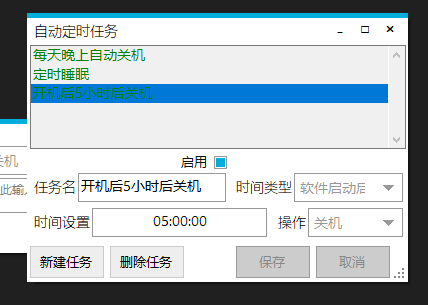 自动定时任务
每天晚上自动关机
定时睡眠
开机后5小时后关机
启用
任务名 开机后5小时后关机 时间类型 软件启动后
时间设置 05:00:00 操作 关机
新建任务 删除任务 保存 取消
关机
此输